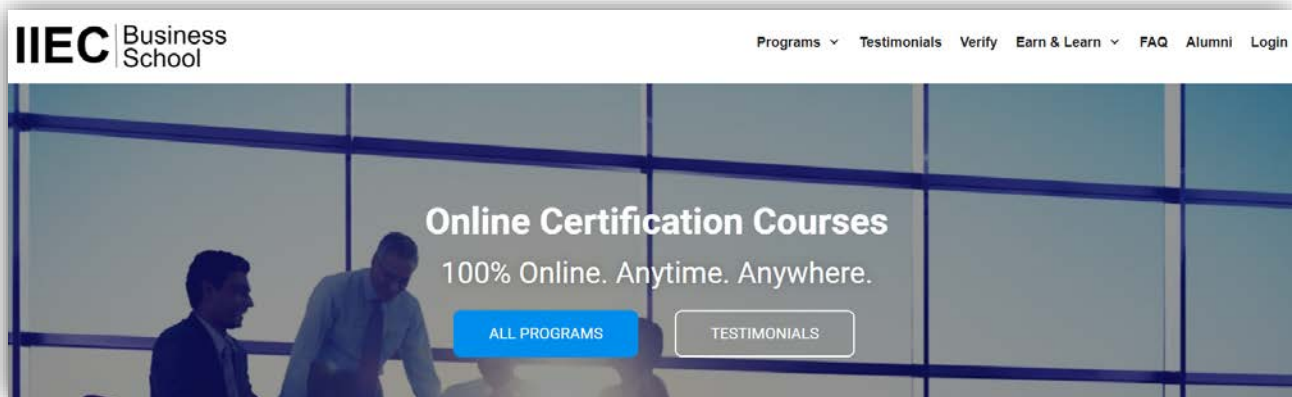 IIEC Business School
Programs Testimonials Verify Earn & Learn FAQ Alumni Login
Online Certification Courses
100% Online. Anytime. Anywhere.
ALL PROGRAMS TESTIMONIALS